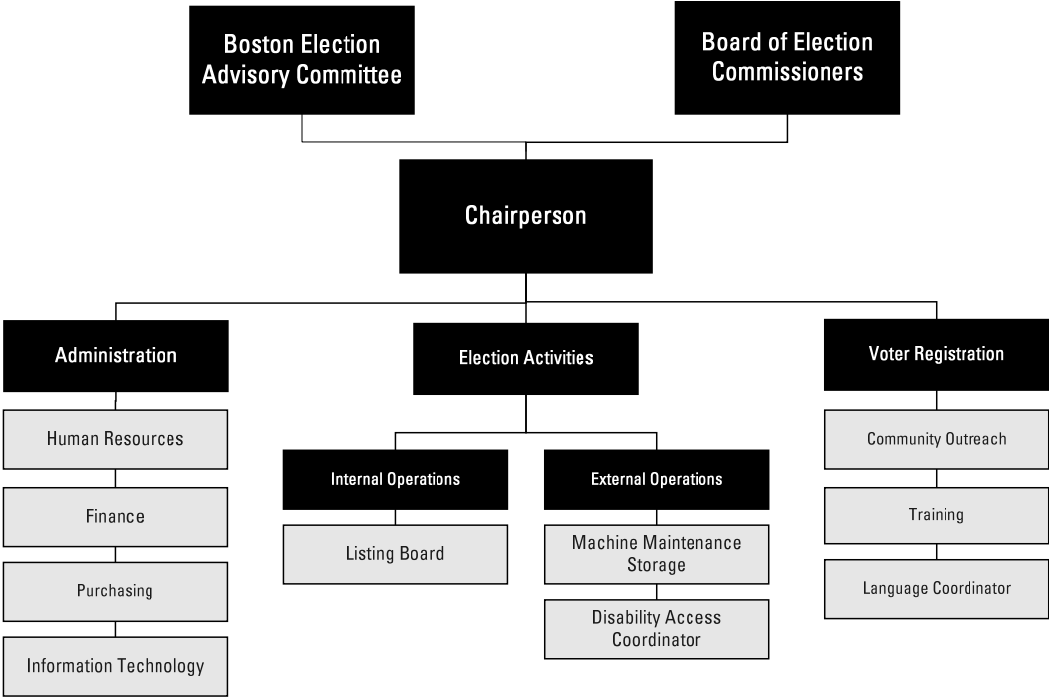 Boston Election
Advisory Committee
Board of Election
Commissioners
Chairperson
Administration
Election Activities
Voter Registration
Human Resources
Finance
Purchasing
Information Technology
Internal Operations
Listing Board
External Operations
Machine Maintenance
Storage
Disability Access
Coordinator
Community Outreach
Training
Language Coordinator